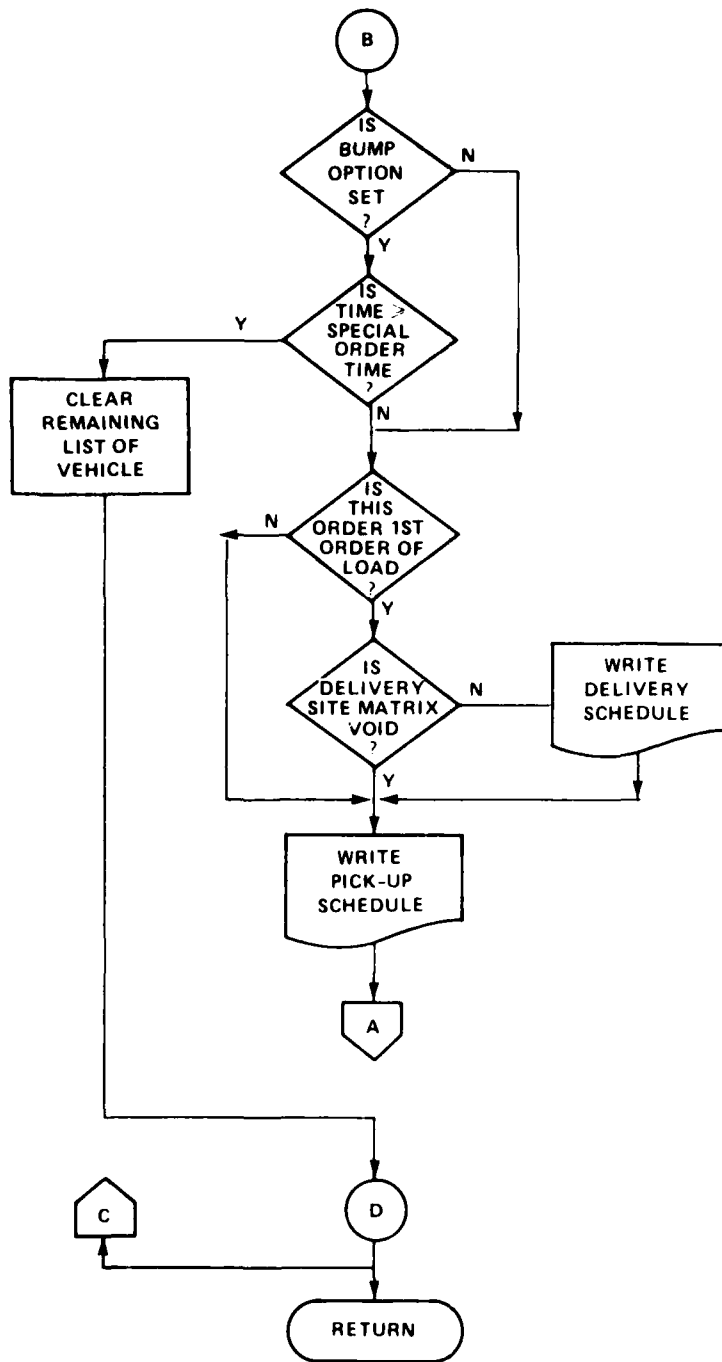 B
IS
BUMP
OPTION
SET
?
N
Y
IS
TIME ≥
SPECIAL
ORDER
TIME
?
Y
N
CLEAR
REMAINING
LIST OF
VEHICLE
IS
THIS
ORDER 1ST
ORDER OF
LOAD
?
N
Y
IS
DELIVERY
SITE MATRIX
VOID
?
N
Y
WRITE
DELIVERY
SCHEDULE
WRITE
PICK-UP
SCHEDULE
A
C
D
RETURN